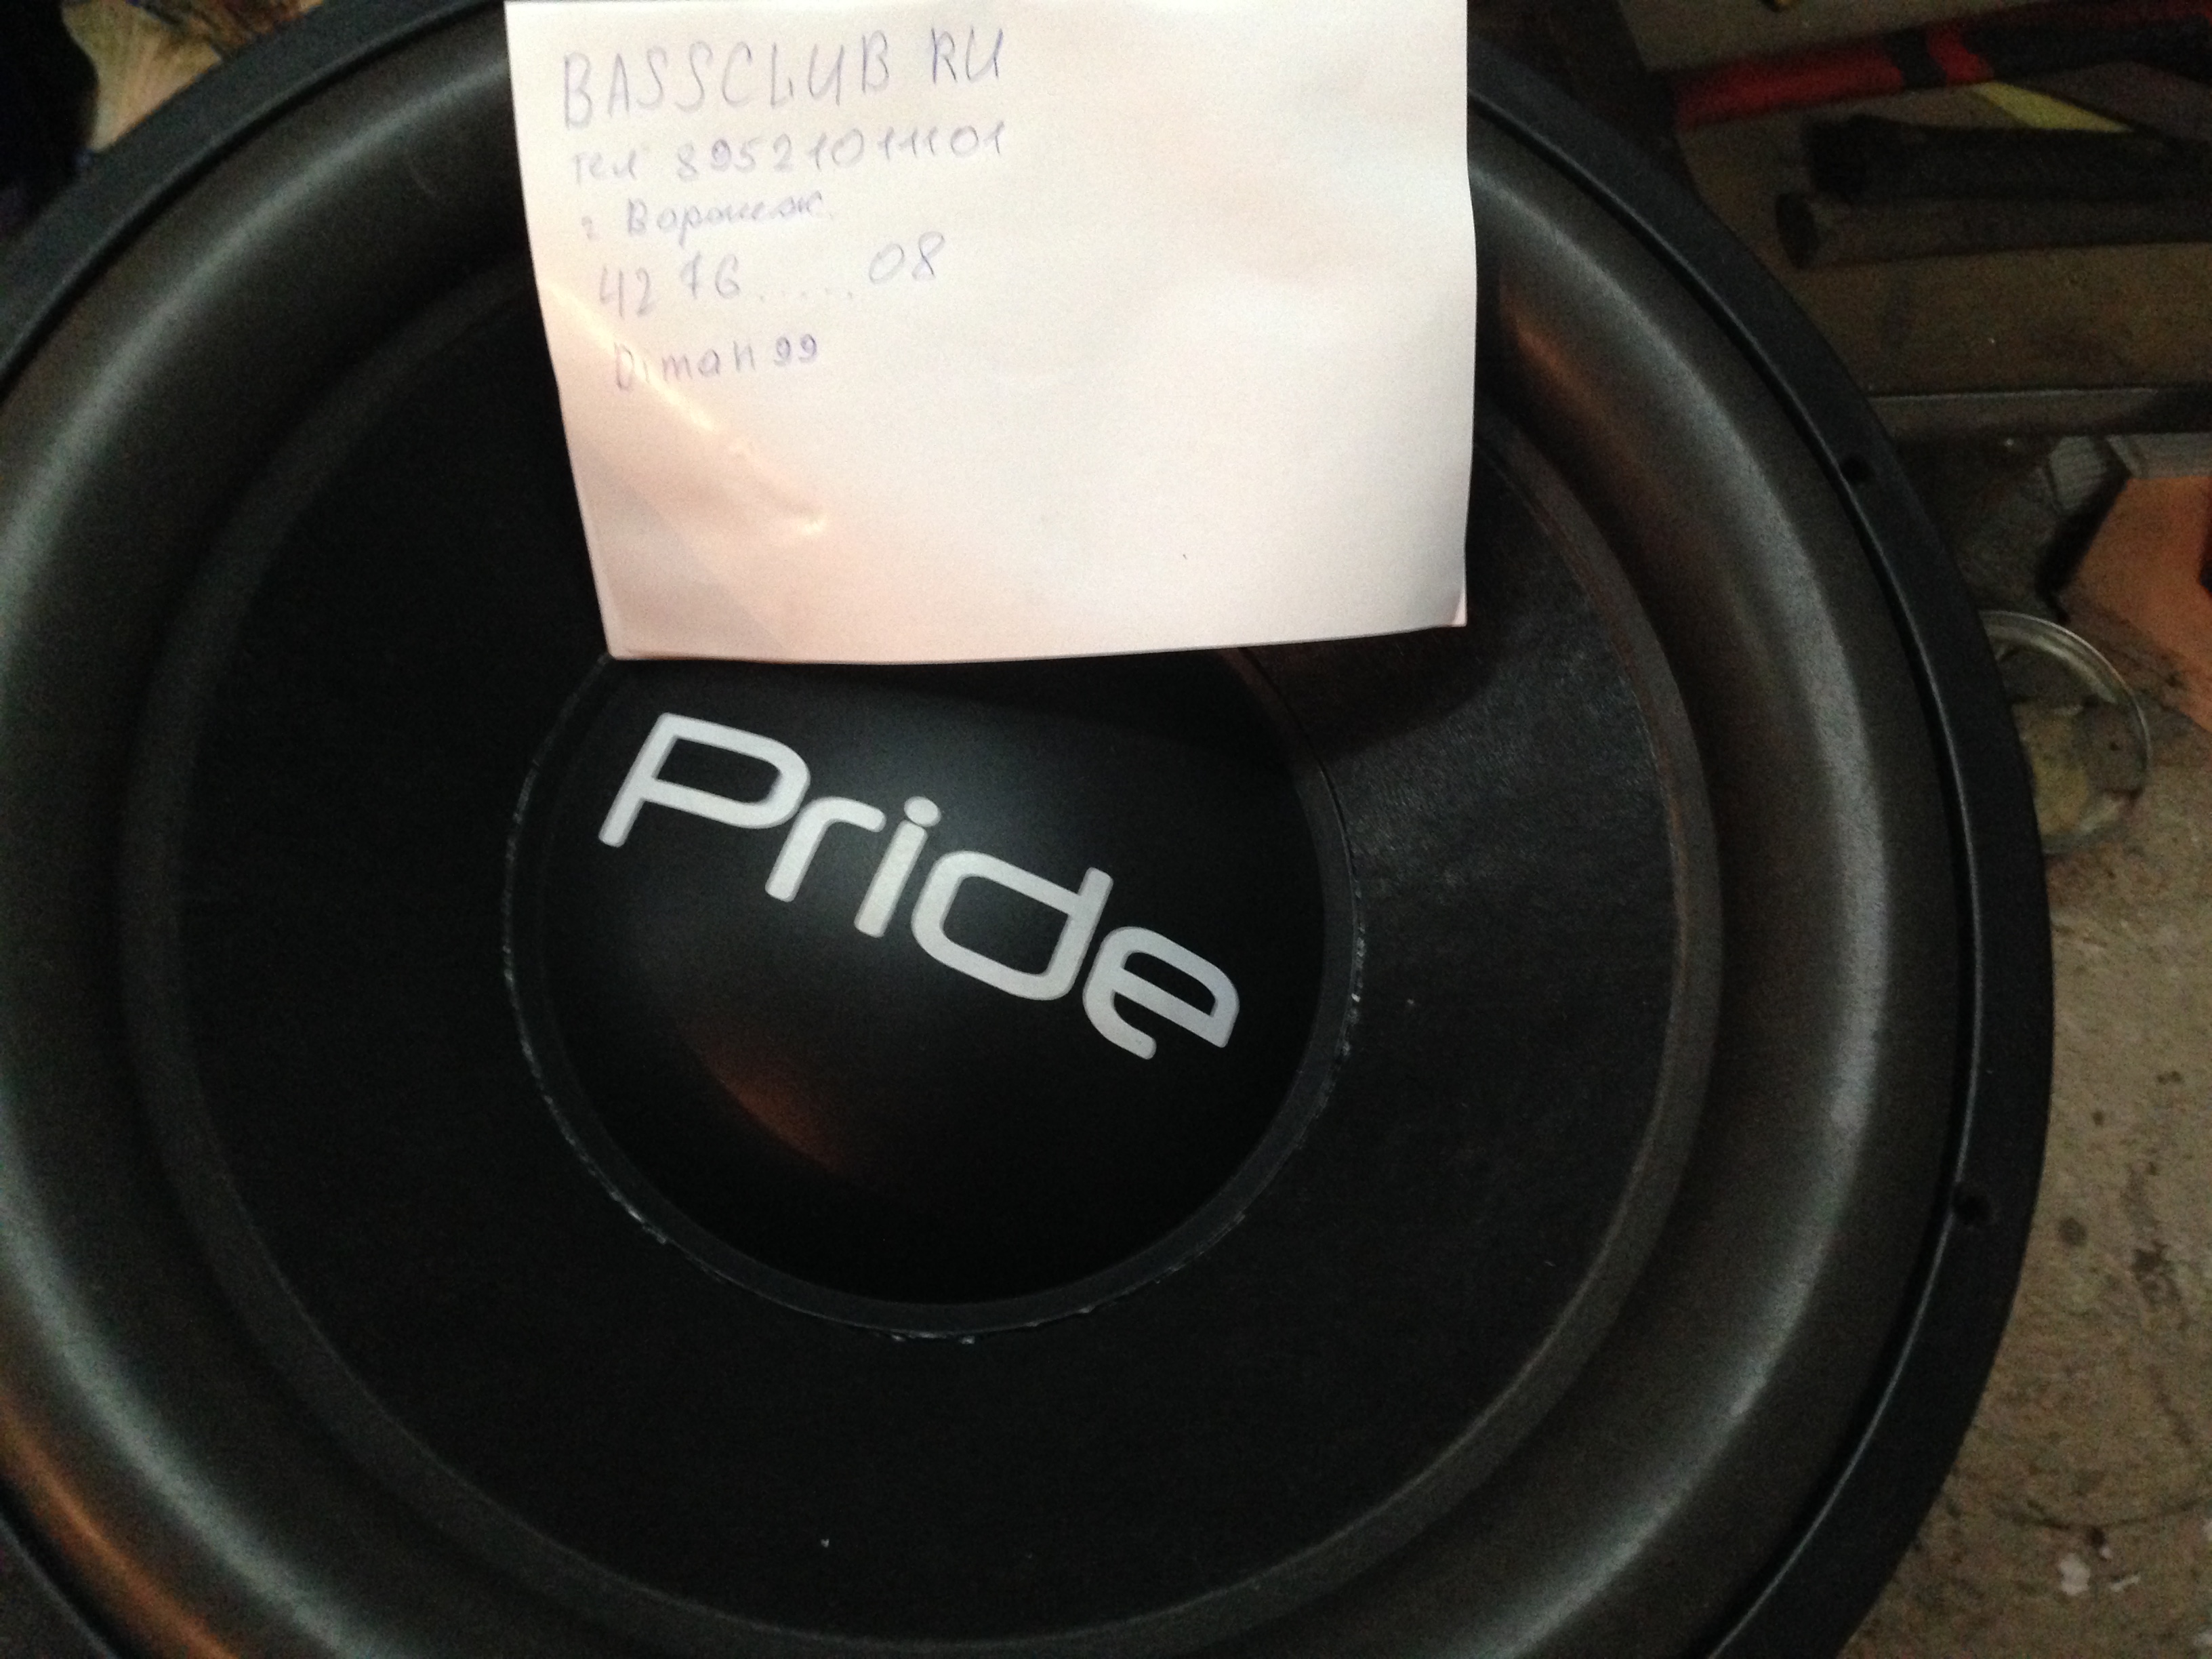 BASSCLUB RU
тел 89521011101
г Воронеж
4276......08
Diman99
Pride